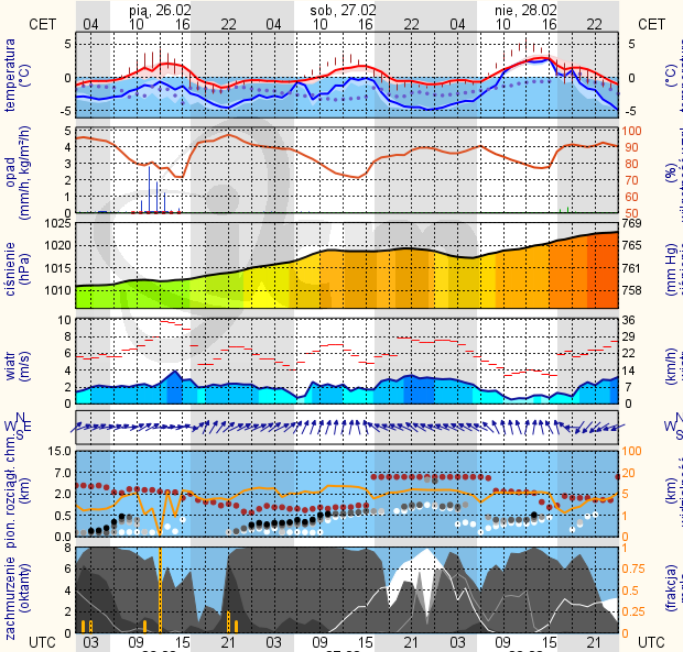 pią, 26.02 sob, 27.02 nie, 28.02
CET 04 10 16 22 04 10 16 22 04 10 16 22 CET
temperatura
(°C)
5
0
-5
5
0
-5
(°C)
opad
(mm/h, kg/m²/h)
5
4
3
2
1
0
100
90
80
70
60
50
(%)
ciśnienie
(hPa)
1025
1020
1015
1010
769
765
761
758
(mm Hg)
wiatr
(m/s)
10
8
6
4
2
0
36
29
22
14
7
0
(km/h)
N
W E
S
N
W E
S
pion. rozciągł. chm.
(km)
15.0
7.0
2.0
0.5
0.0
100
20
5
1
0
(km)
zachmurzenie
(oktanty)
8
6
4
2
0
1
0.75
0.5
0.25
0
(frakcja)
UTC 03 09 15 21 03 09 15 21 03 09 15 21 UTC